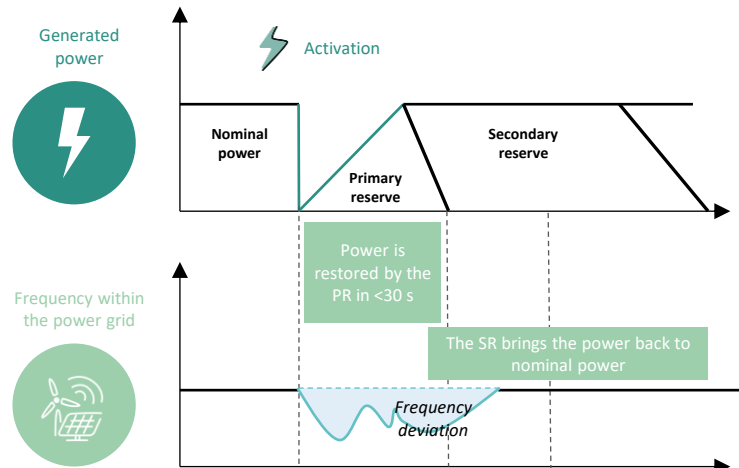 Generated
power
Activation
Nominal
power
Primary
reserve
Secondary
reserve
Power is
restored by the
PR in <30 s
Frequency within
the power grid
The SR brings the power back to
nominal power
Frequency
deviation